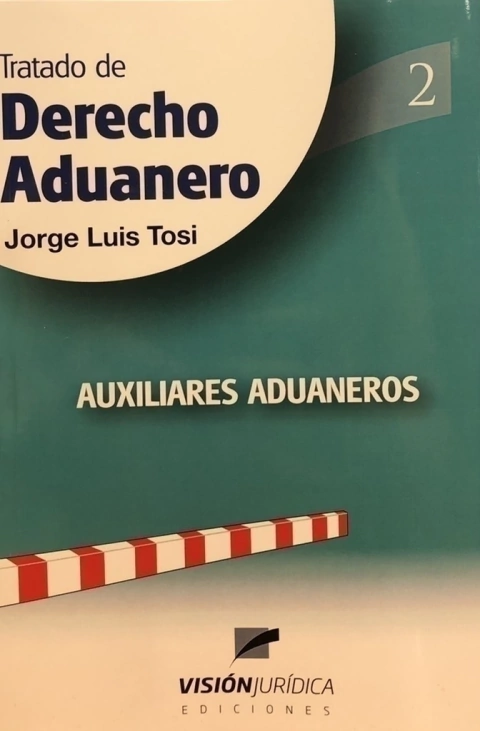 Tratado de
2
Derecho
Aduanero
Jorge Luis Tosi
AUXILIARES ADUANEROS
VISIÓNJURÍDICA
EDICIONES